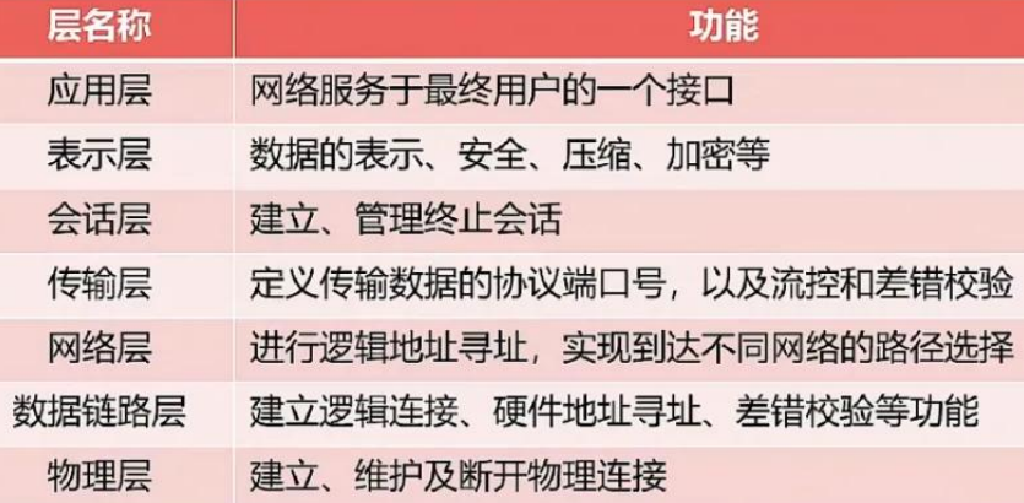 层名称 功能
应用层 网络服务于最终用户的一个接口
表示层 数据的表示、安全、压缩、加密等
会话层 建立、管理终止会话
传输层 定义传输数据的协议端口号，以及流控和差错校验
网络层 进行逻辑地址寻址，实现到达不同网络的路径选择
数据链路层 建立逻辑连接、硬件地址寻址、差错校验等功能
物理层 建立、维护及断开物理连接